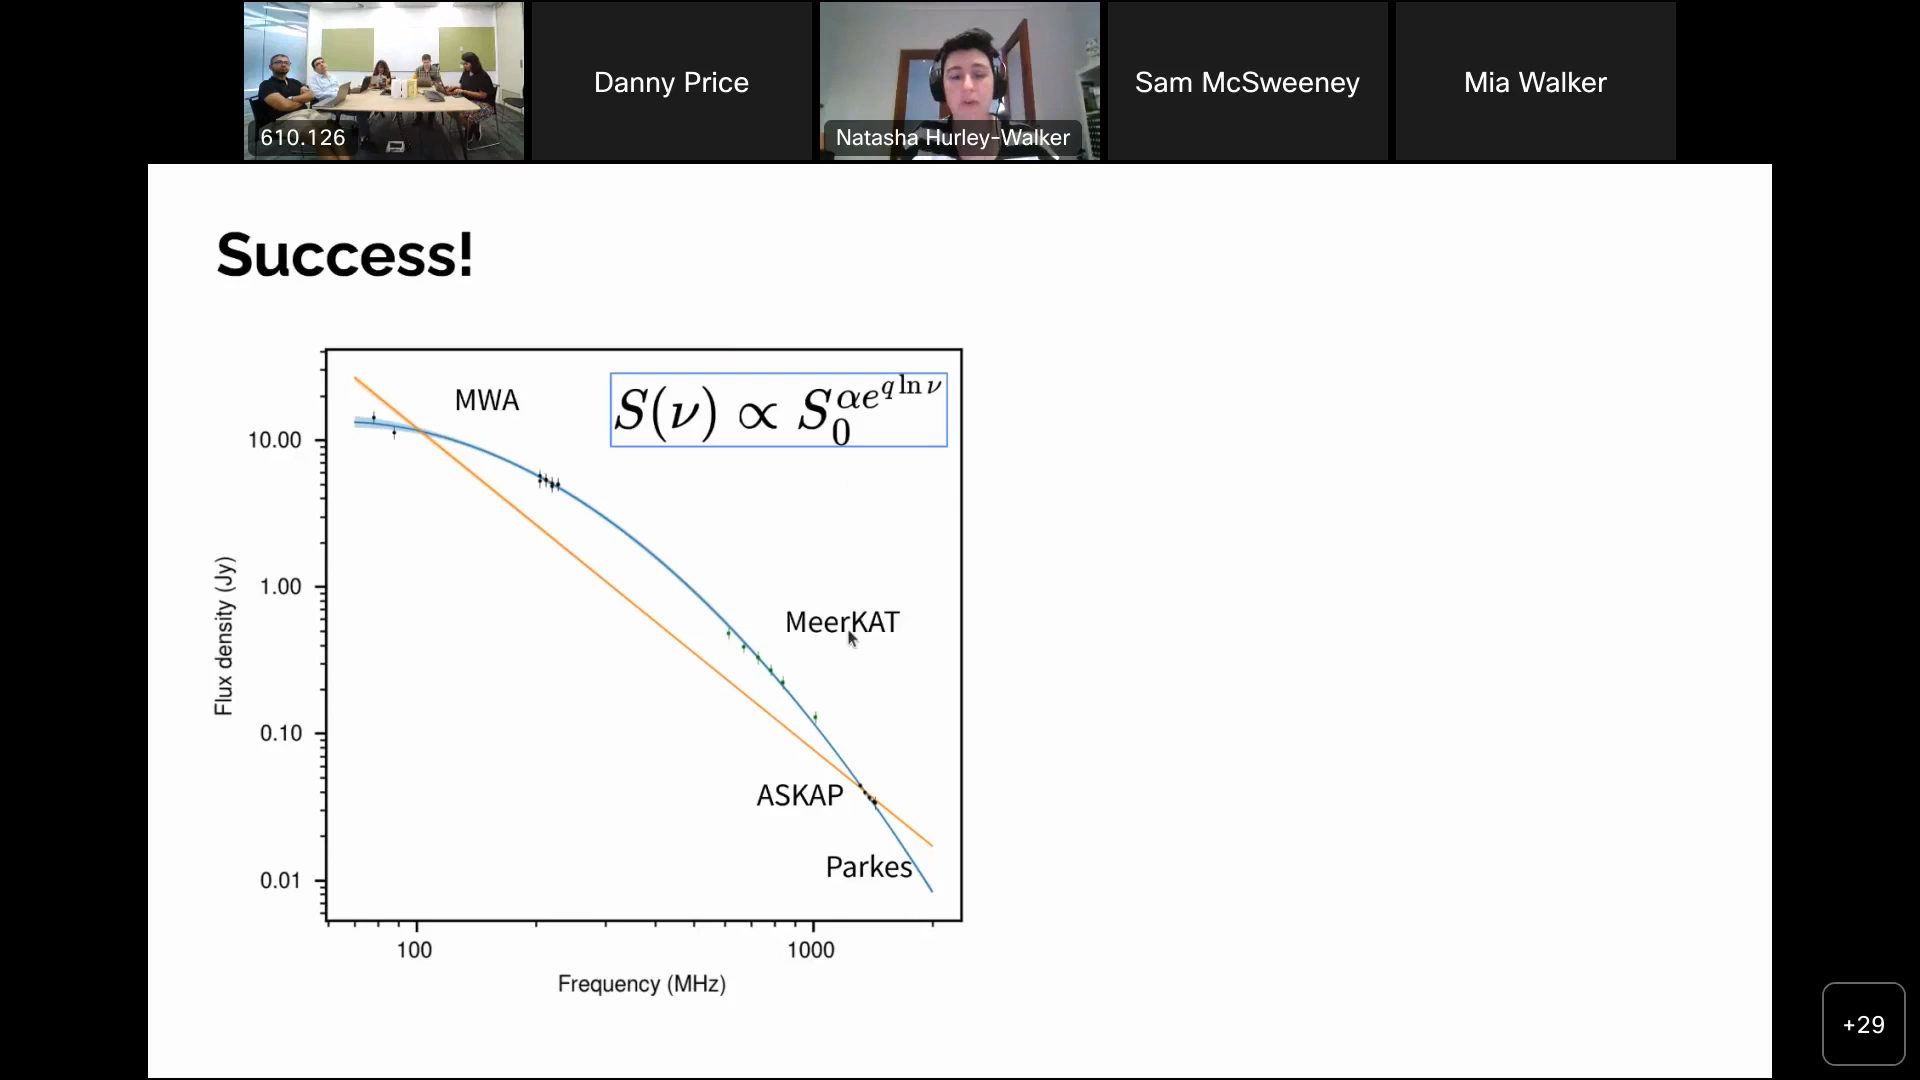 610.126
Danny Price
Natasha Hurley-Walker
Sam McSweeney
Mia Walker
Success!
MWA
S(ν) ∝ S₀^{αe^{q ln ν}}
10.00
1.00
MeerKAT
Flux density (Jy)
0.10
ASKAP
Parkes
0.01
100
1000
Frequency (MHz)
+29